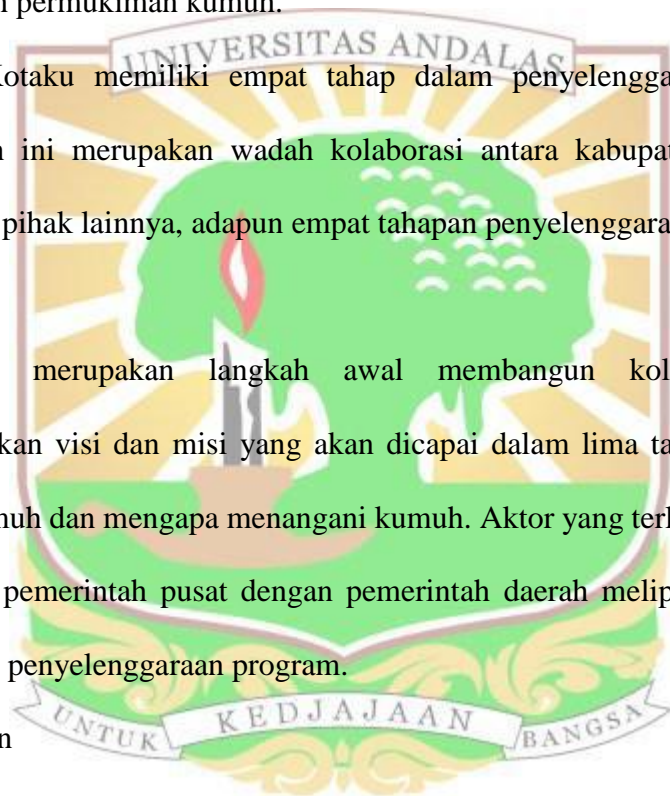 permukiman kumuh.
UNIVERSITAS ANDALAS
Kotaku memiliki empat tahap dalam penyelengga
ini merupakan wadah kolaborasi antara kabupat
pihak lainnya, adapun empat tahapan penyelenggara
merupakan langkah awal membangun kol
kan visi dan misi yang akan dicapai dalam lima ta
nuh dan mengapa menangani kumuh. Aktor yang terl
pemerintah pusat dengan pemerintah daerah melip
penyelenggaraan program.
UNTUK KEDJAJAAN BANGSA
n